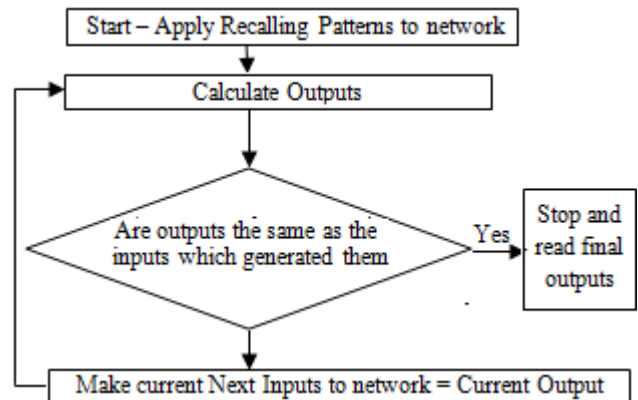 Start – Apply Recalling Patterns to network
Calculate Outputs
Are outputs the same as the
inputs which generated them
Yes
Stop and
read final
outputs
Make current Next Inputs to network = Current Output